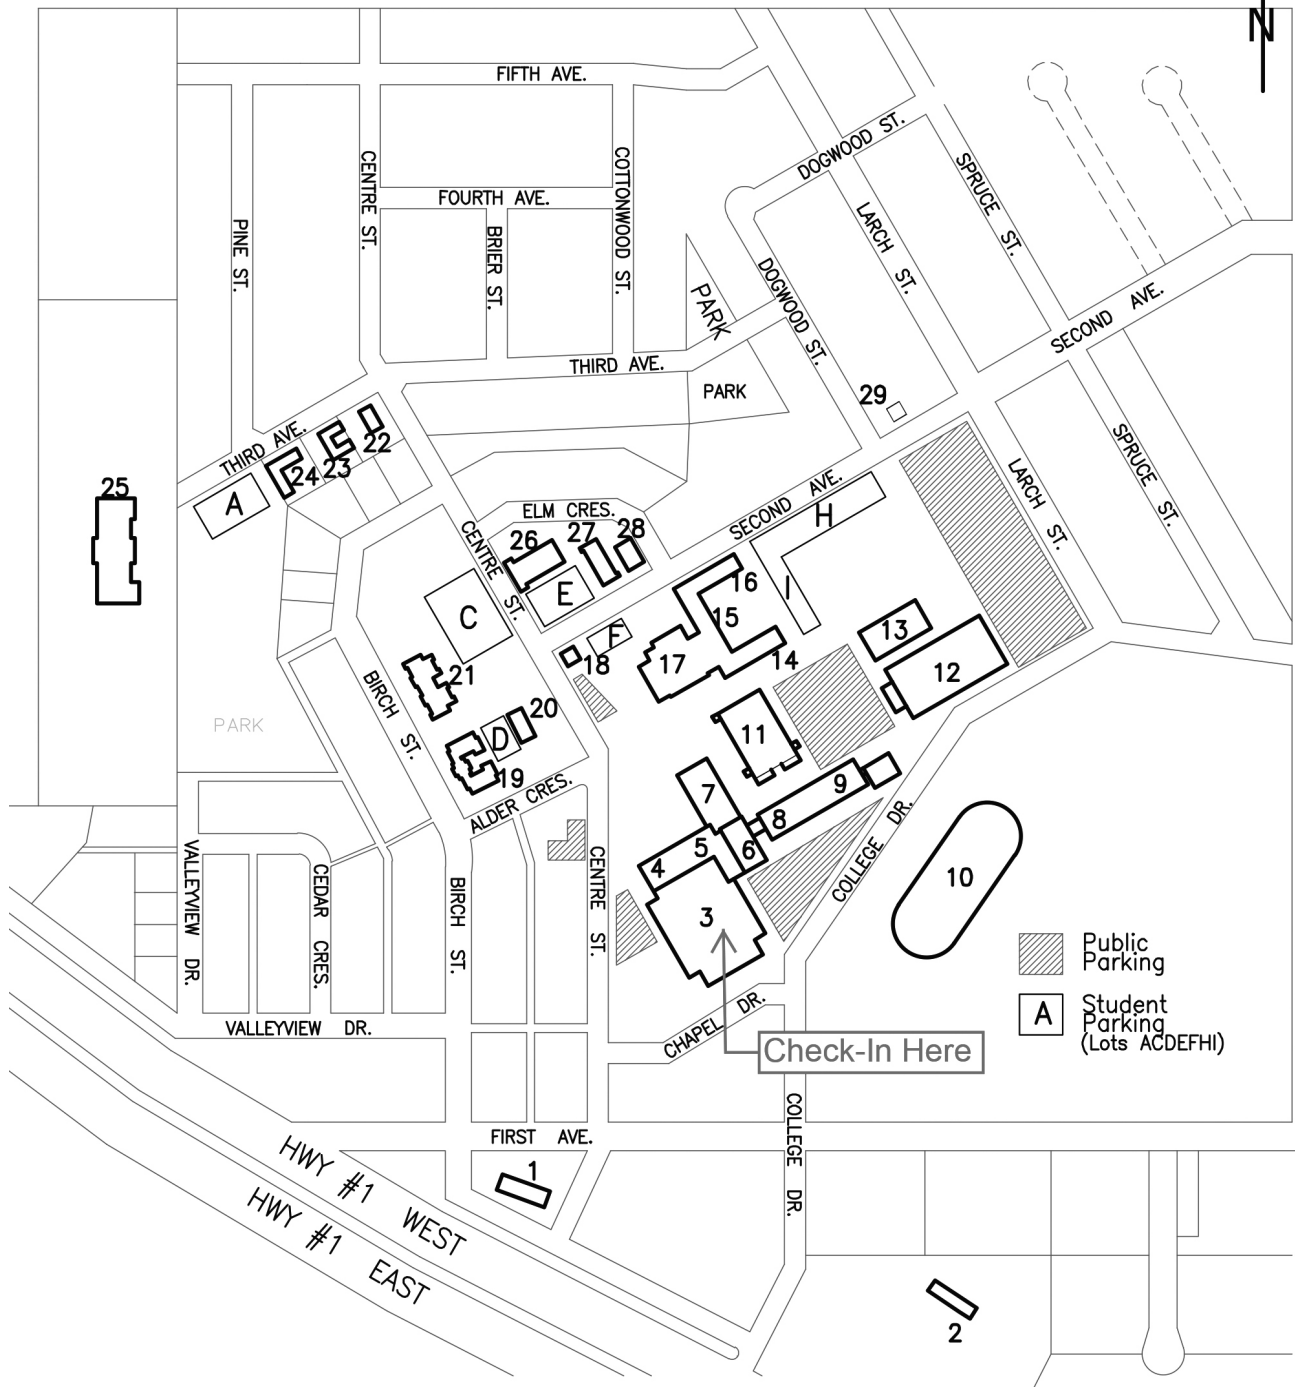 N
FIFTH AVE.
DOGWOOD ST.
CENTRE ST.
COTTONWOOD ST.
SPRUCE ST.
FOURTH AVE.
PINE ST.
BRIER ST.
LARCH ST.
DOGWOOD ST.
PARK
SECOND AVE.
THIRD AVE.
PARK
29
THIRD AVE.
22
23
24
A
25
SPRUCE ST.
LARCH ST.
ELM CRES.
SECOND AVE.
H
CENTRE ST.
26
27
28
E
C
16
I
15
F
18
17
14
13
12
21
BIRCH ST.
PARK
20
D
19
11
ALDER CRES.
7
9
8
COLLEGE DR.
5
6
4
3
10
VALLEYVIEW DR.
CEDAR CRES.
BIRCH ST.
CENTRE ST.
Public
Parking
A
Student
Parking
(Lots ACDEFHI)
VALLEYVIEW DR.
CHAPEL DR.
Check-In Here
COLLEGE DR.
FIRST AVE.
1
HWY #1 WEST
HWY #1 EAST
2